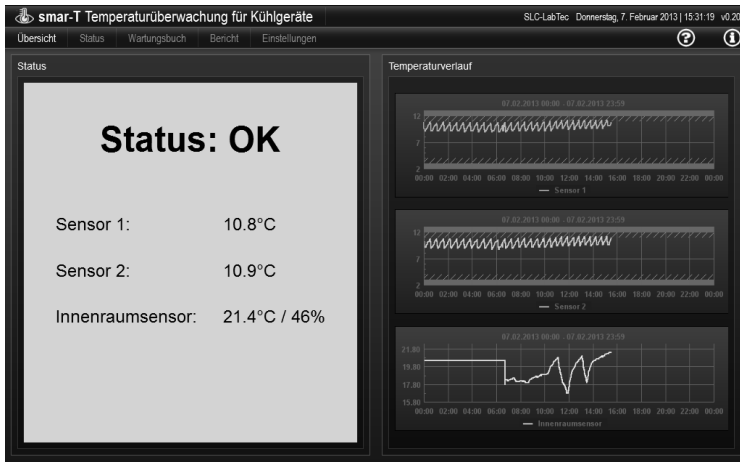 smar-T Temperaturüberwachung für Kühlgeräte
SLC-LabTec Donnerstag, 7. Februar 2013 | 15:31:19 v0.20
Übersicht Status Wartungsbuch Bericht Einstellungen
Status
Status: OK
Sensor 1: 10.8°C
Sensor 2: 10.9°C
Innenraumsensor: 21.4°C / 46%
Temperaturverlauf
07.02.2013 00:00 - 07.02.2013 23:59
12
7
2
00:00 02:00 04:00 06:00 08:00 10:00 12:00 14:00 16:00 18:00 20:00 22:00 00:00
Sensor 1
07.02.2013 00:00 - 07.02.2013 23:59
12
7
2
00:00 02:00 04:00 06:00 08:00 10:00 12:00 14:00 16:00 18:00 20:00 22:00 00:00
Sensor 2
07.02.2013 00:00 - 07.02.2013 23:59
21.80
19.80
17.80
15.80
00:00 02:00 04:00 06:00 08:00 10:00 12:00 14:00 16:00 18:00 20:00 22:00 00:00
Innenraumsensor